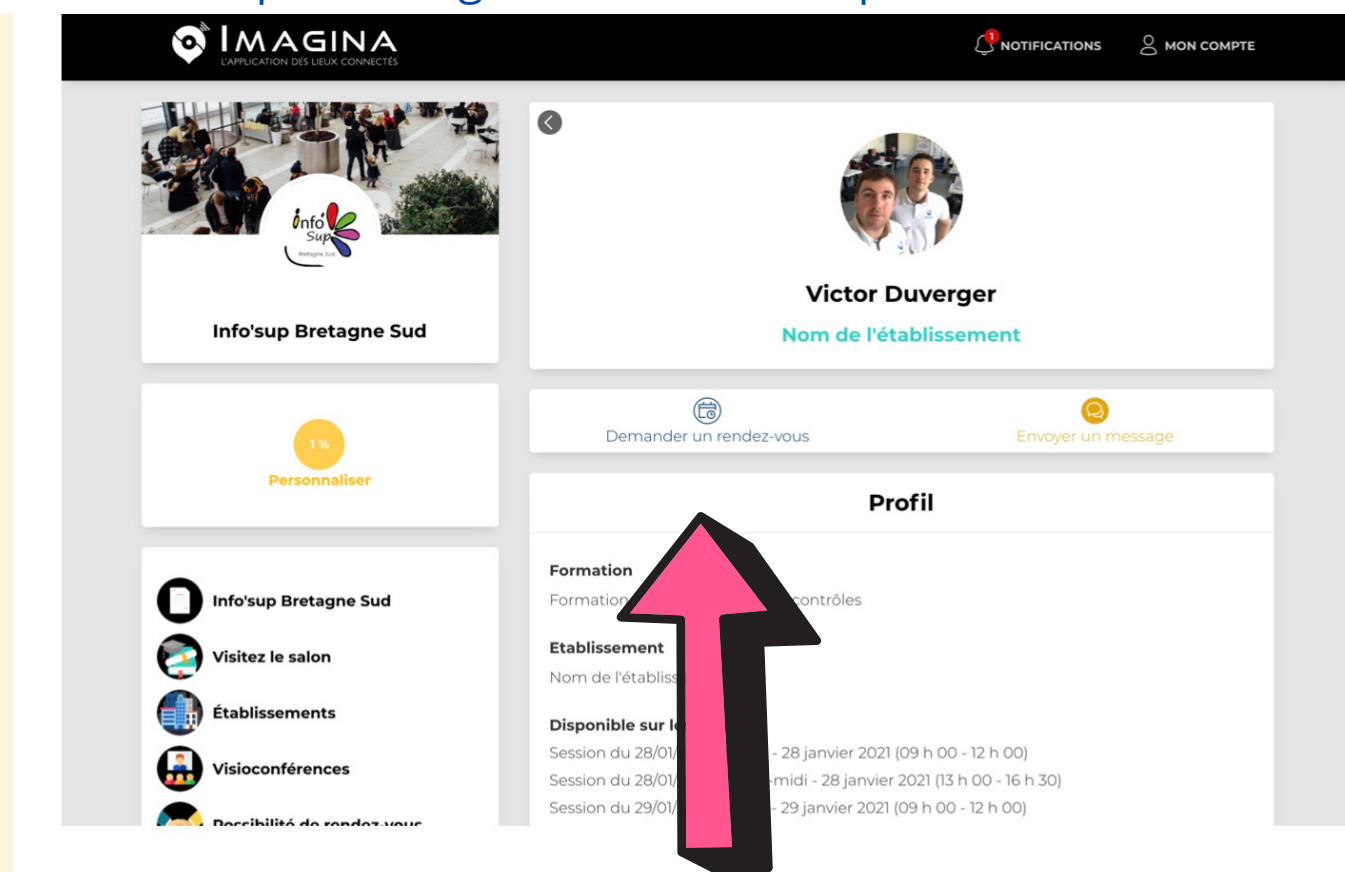 IMAGINA
L'APPLICATION DES LIEUX CONNECTÉS
1
NOTIFICATIONS
MON COMPTE
info
Sup
Bretagne Sud
Info'sup Bretagne Sud
Victor Duverger
Nom de l'établissement
1 %
Personnaliser
Demander un rendez-vous
Envoyer un message
Profil
Info'sup Bretagne Sud
Visitez le salon
Établissements
Visioconférences
Possibilité de rendez-vous
Formation
Formation contrôles
Etablissement
Nom de l'établiss
Disponible sur
Session du 28/01/ - 28 janvier 2021 (09 h 00 - 12 h 00)
Session du 28/01/ -midi - 28 janvier 2021 (13 h 00 - 16 h 30)
Session du 29/01/ - 29 janvier 2021 (09 h 00 - 12 h 00)